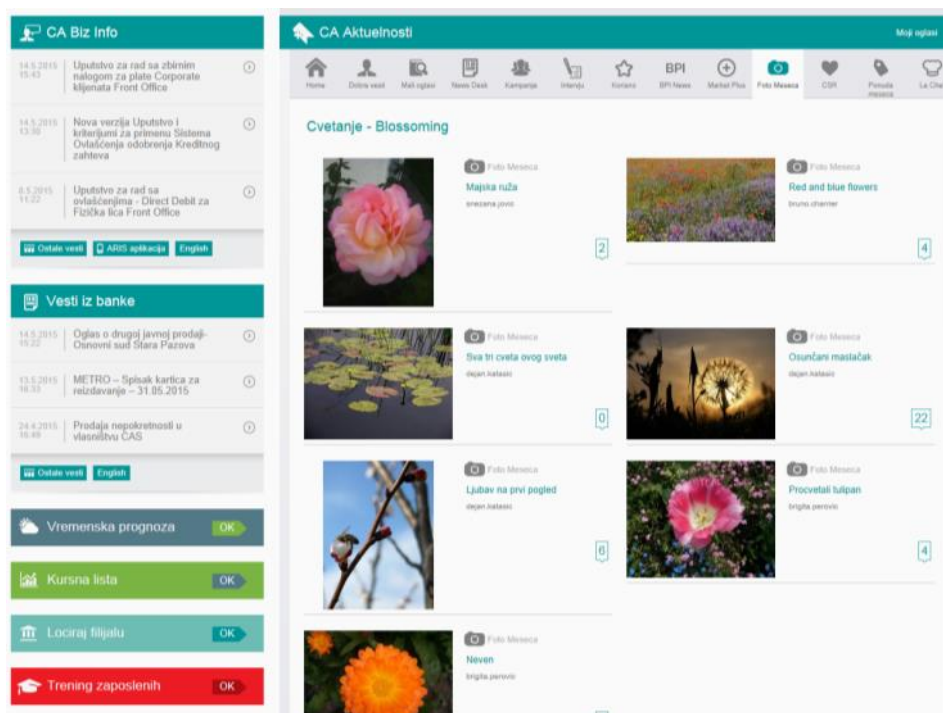 CA Biz Info
14.5.2015
15:43
Uputstvo za rad sa zbirnim
nalogom za plate Corporate
klijenata Front Office
14.5.2015
13:38
Nova verzija Uputstvo i
kriterijumi za primenu Sistema
Ovlašćenja odobrenja Kreditnog
zahteva
8.5.2015
11:22
Uputstvo za rad sa
ovlašćenjima - Direct Debit za
Fizička lica Front Office
Ostale vesti
ARIS aplikacija
English
Vesti iz banke
14.5.2015
Oglas o drugoj javnoj prodaji-
Osnovni sud Stara Pazova
13.5.2015
METRO – Spisak kartica za
reizdavanje – 31.05.2015
24.4.2015
Prodaja nepokretnosti u
vlasništvu CAS
Ostale vesti
English
Vremenska prognoza
OK
Kursna lista
OK
Lociraj filijalu
OK
Trening zaposlenih
OK
CA Aktuelnosti
Moji oglasi
Home
Dobre vesti
Mali oglasi
News Desk
Kampanje
Intervju
Korisno
BPI
BPI News
Market Plus
Foto Meseca
CSR
Ponuda
meseca
La Che
Cvetanje - Blossoming
Foto Meseca
Majska ruža
snezana.jovic
2
Foto Meseca
Red and blue flowers
bruno.charrier
4
Foto Meseca
Sva tri cveta ovog sveta
dejan.katasic
0
Foto Meseca
Osunčani maslačak
dejan.katasic
22
Foto Meseca
Ljubav na prvi pogled
dejan.katasic
6
Foto Meseca
Procvetali tulipan
brigita.perovic
4
Foto Meseca
Neven
brigita.perovic